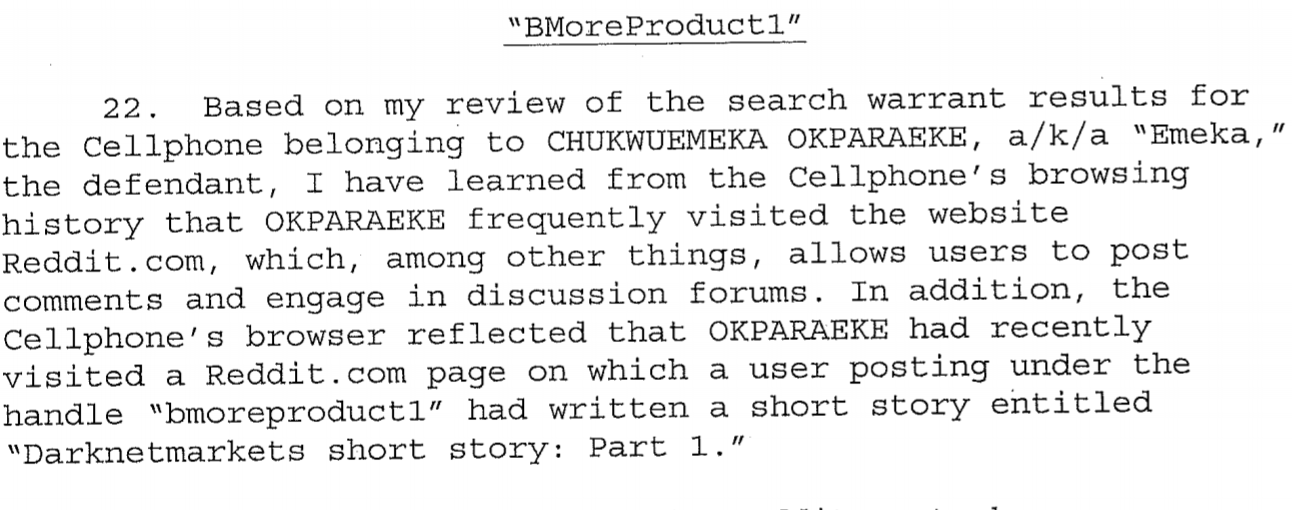 "BMoreProduct1"
22. Based on my review of the search warrant results for
the Cellphone belonging to CHUKWUEMEKA OKPARAEKE, a/k/a "Emeka,"
the defendant, I have learned from the Cellphone's browsing
history that OKPARAEKE frequently visited the website
Reddit.com, which, among other things, allows users to post
comments and engage in discussion forums. In addition, the
Cellphone's browser reflected that OKPARAEKE had recently
visited a Reddit.com page on which a user posting under the
handle "bmoreproduct1" had written a short story entitled
"Darknetmarkets short story: Part 1."